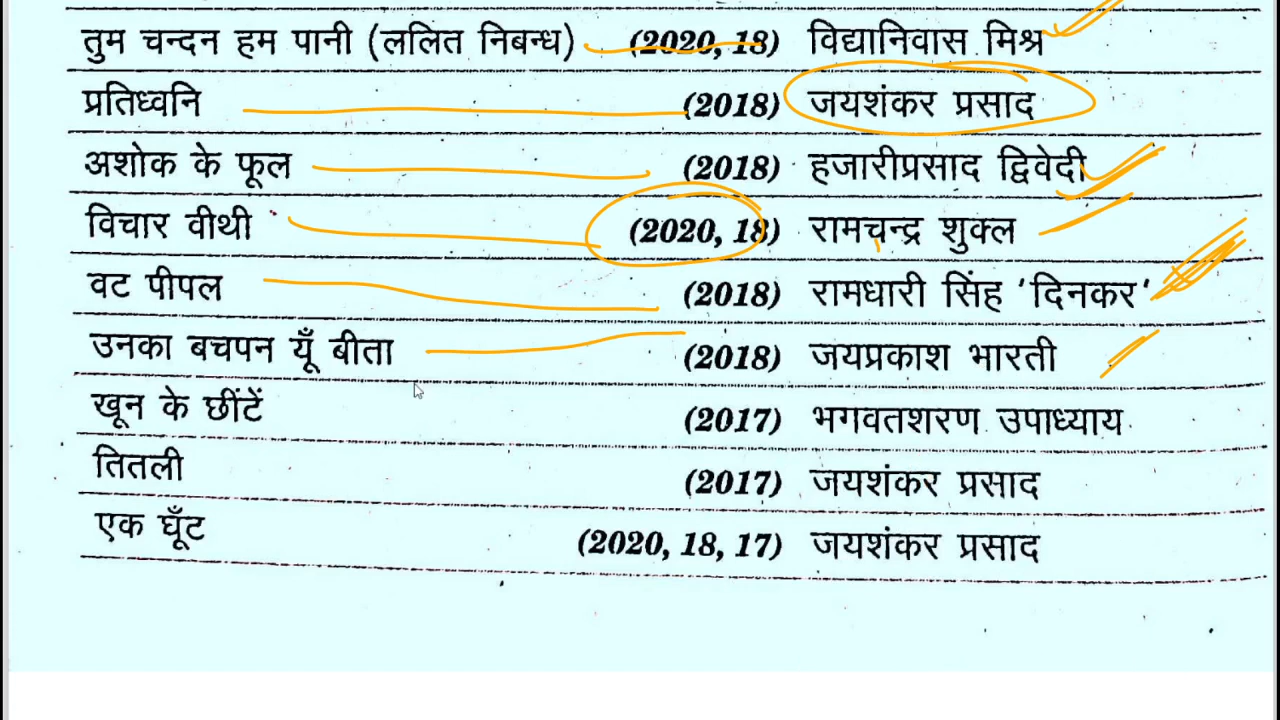 तुम चन्दन हम पानी (ललित निबन्ध) (2020, 18) विद्यानिवास मिश्र
प्रतिध्वनि (2018) जयशंकर प्रसाद
अशोक के फूल (2018) हजारीप्रसाद द्विवेदी
विचार वीथी (2020, 18) रामचन्द्र शुक्ल
वट पीपल (2018) रामधारी सिंह 'दिनकर'
उनका बचपन यूँ बीता (2018) जयप्रकाश भारती
खून के छींटें (2017) भगवतशरण उपाध्याय
तितली (2017) जयशंकर प्रसाद
एक घूँट (2020, 18, 17) जयशंकर प्रसाद